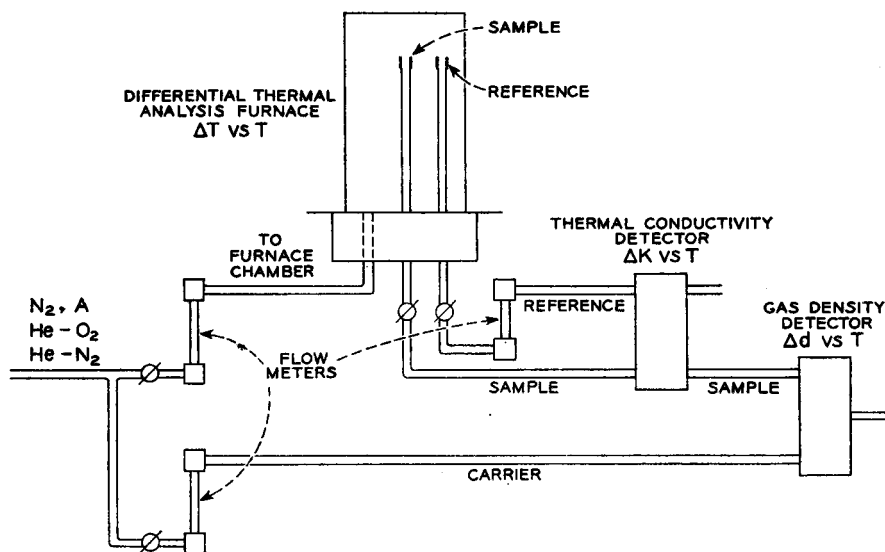 SAMPLE
REFERENCE
DIFFERENTIAL THERMAL
ANALYSIS FURNACE
ΔT VS T
TO
FURNACE
CHAMBER
THERMAL CONDUCTIVITY
DETECTOR
ΔK VS T
REFERENCE
GAS DENSITY
DETECTOR
Δd VS T
N₂, A
He-O₂
He-N₂
FLOW
METERS
SAMPLE
SAMPLE
CARRIER